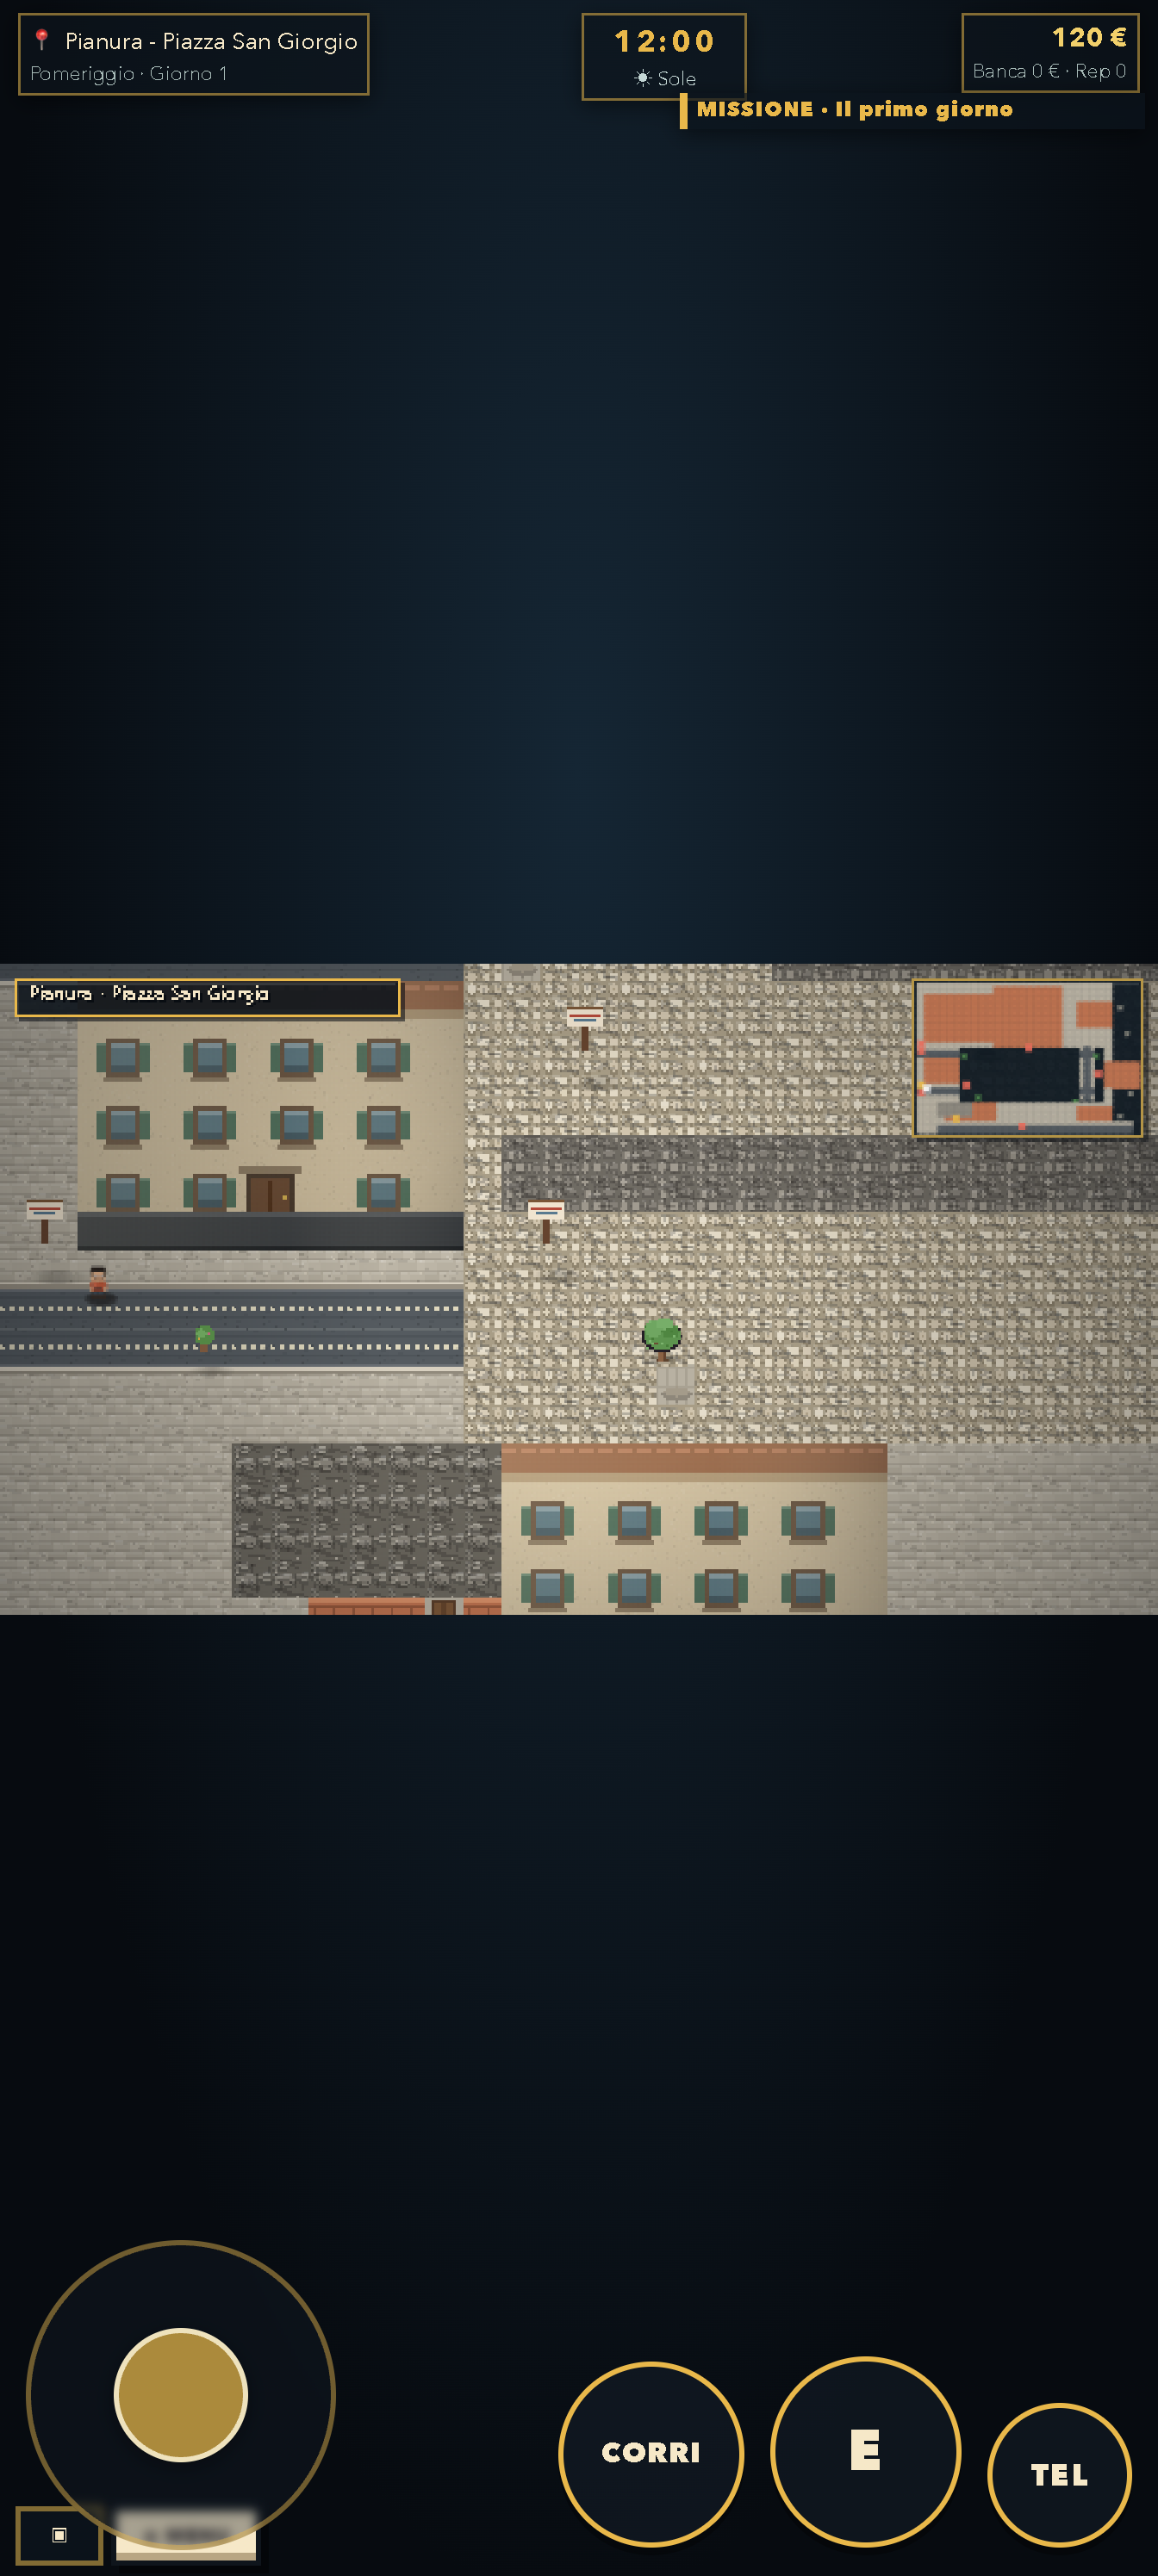 Pianura - Piazza San Giorgio
Pomeriggio · Giorno 1
12:00
Sole
120 €
Banca 0 € · Rep 0
MISSIONE · Il primo giorno
Pianura · Piazza San Giorgio
CORRI
E
TEL